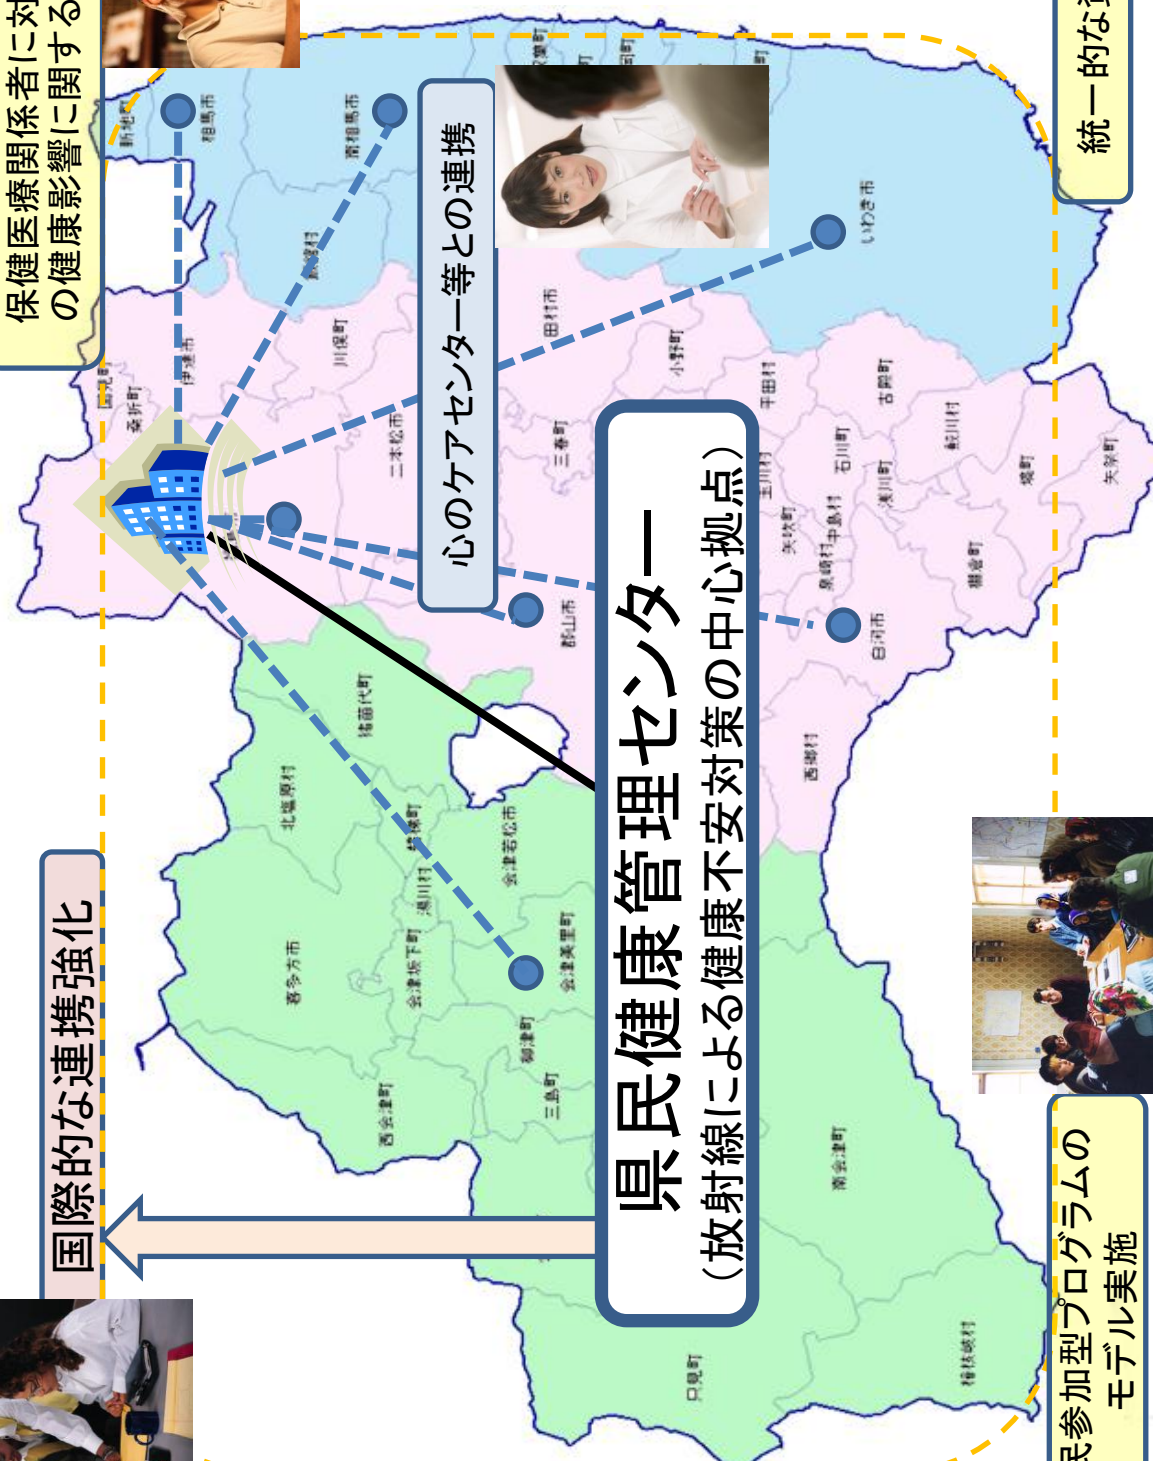 国際的な連携強化
保健医療関係者に対
の健康影響に関する
新地町
相馬市
南相馬市
飯舘村
国見町
桑折町
伊達市
川俣町
二本松市
心のケアセンター等との連携
田村市
三春町
小野町
いわき市
平田村
古殿町
玉川村
石川町
浅川町
鮫川村
塙町
矢祭町
矢吹町
中島村
泉崎村
棚倉町
郡山市
白河市
西郷村
猪苗代町
北塩原村
磐梯町
会津若松市
湯川村
喜多方市
会津坂下町
会津美里町
柳津町
三島町
西会津町
南会津町
只見町
檜枝岐村
県民健康管理センター
（放射線による健康不安対策の中心拠点）
民参加型プログラムの
モデル実施
統一的な